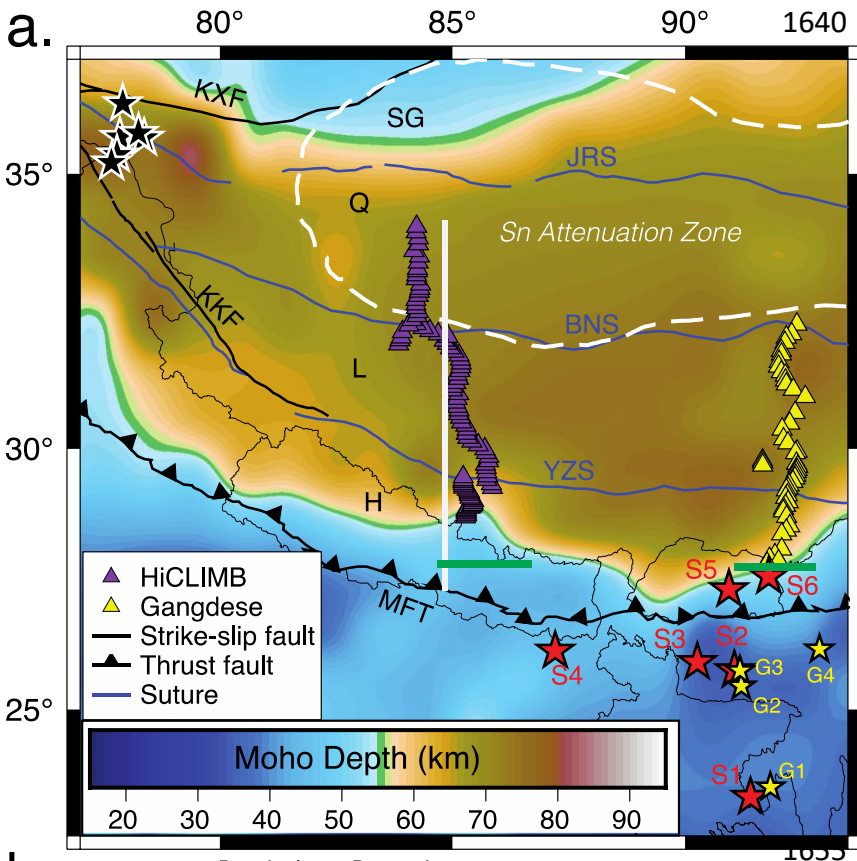 a.
80° 85° 90° 1640
KXF
SG
35°
JRS
Q
Sn Attenuation Zone
KKF
BNS
L
30°
YZS
H
HiCLIMB
Gangdese
Strike-slip fault
Thrust fault
Suture
MFT
S5
S6
S4
S3
S2
G3
G4
G2
25°
Moho Depth (km)
20 30 40 50 60 70 80 90
S1
G1